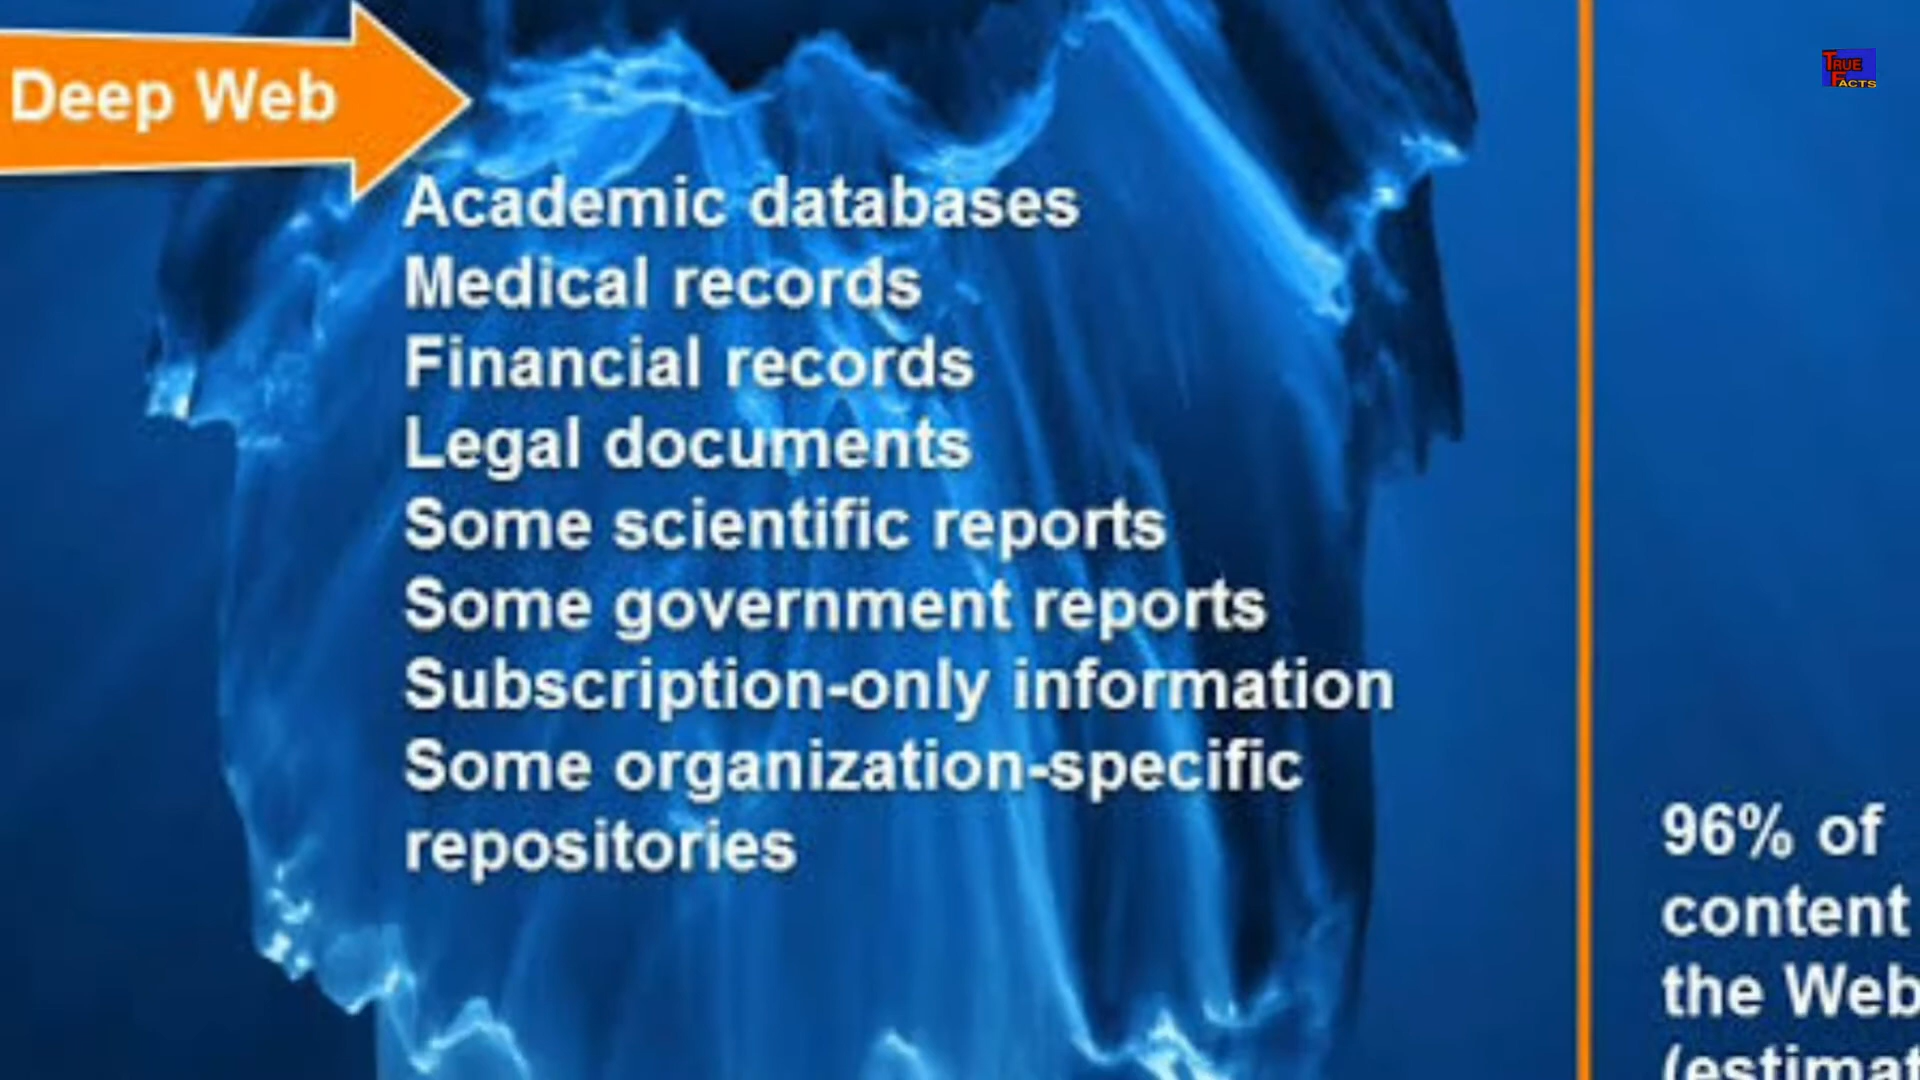 Deep Web
TRUE
FACTS
Academic databases
Medical records
Financial records
Legal documents
Some scientific reports
Some government reports
Subscription-only information
Some organization-specific
repositories
96% of
content
the Web